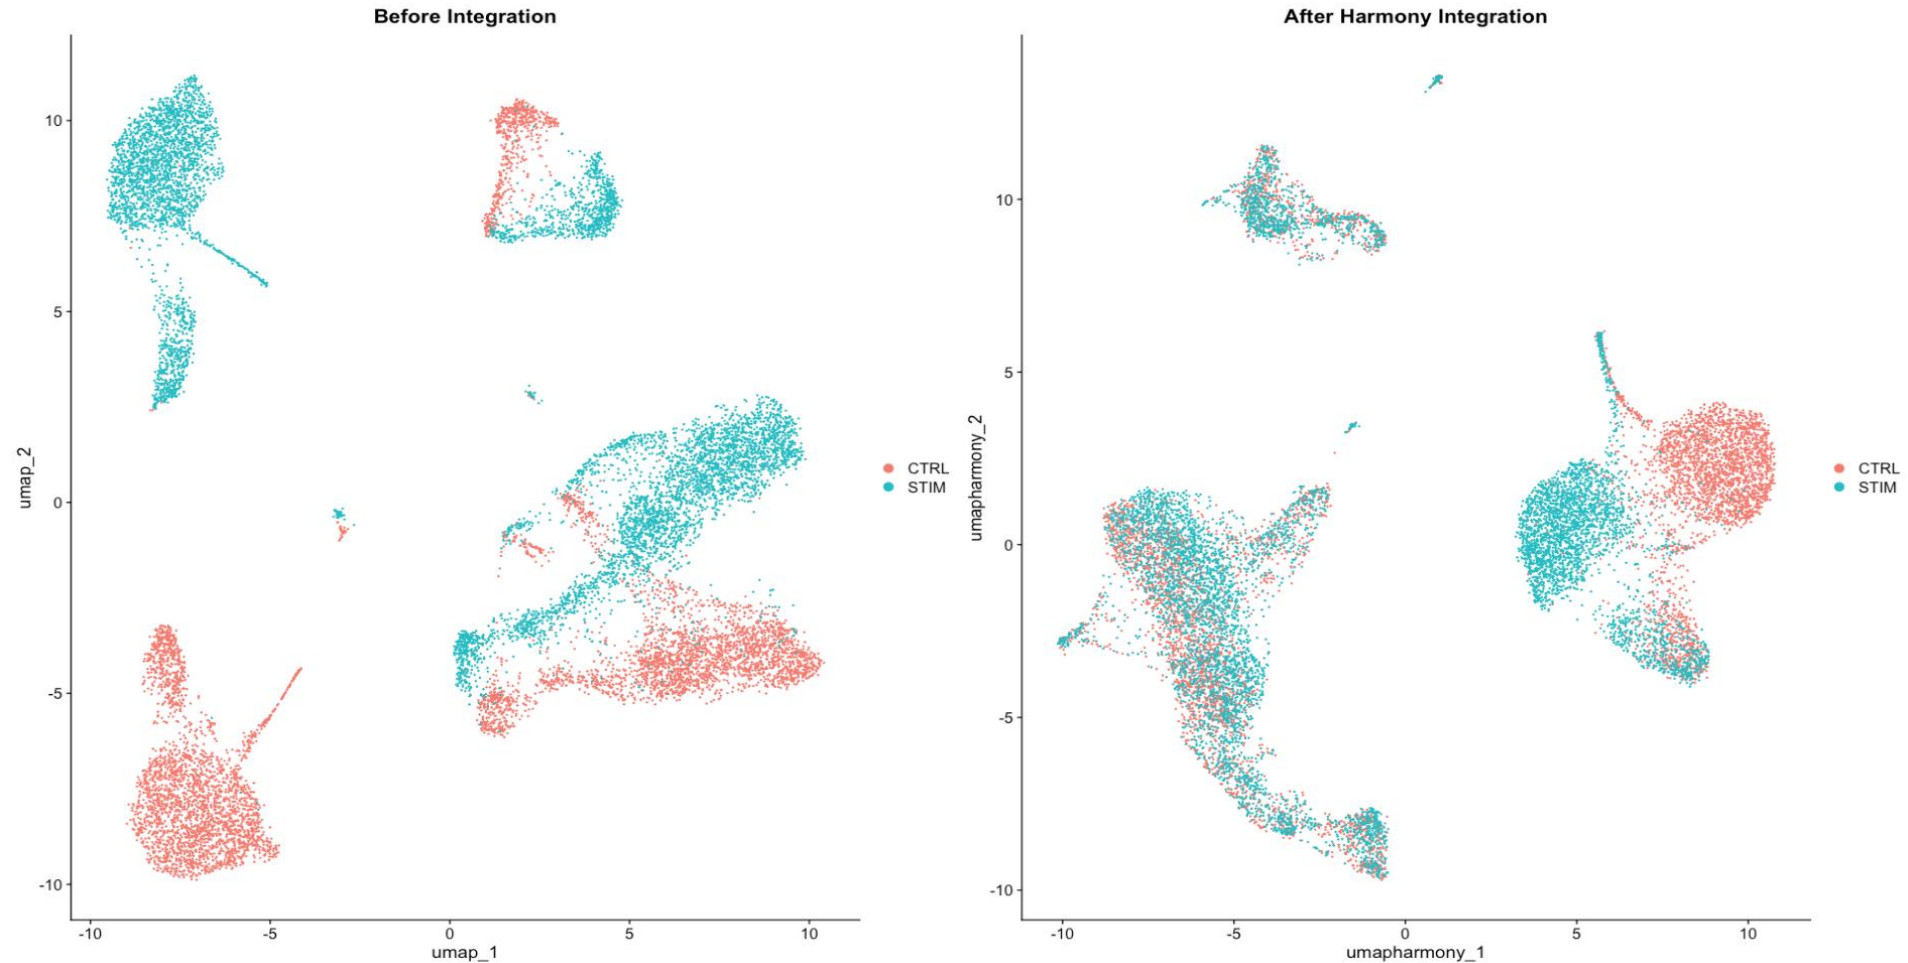 Before Integration
10
5
0
-5
-10
umap_2
-10
-5
0
5
10
umap_1
CTRL
STIM
After Harmony Integration
10
5
0
-5
-10
umapharmony_2
-10
-5
0
5
10
umapharmony_1
CTRL
STIM